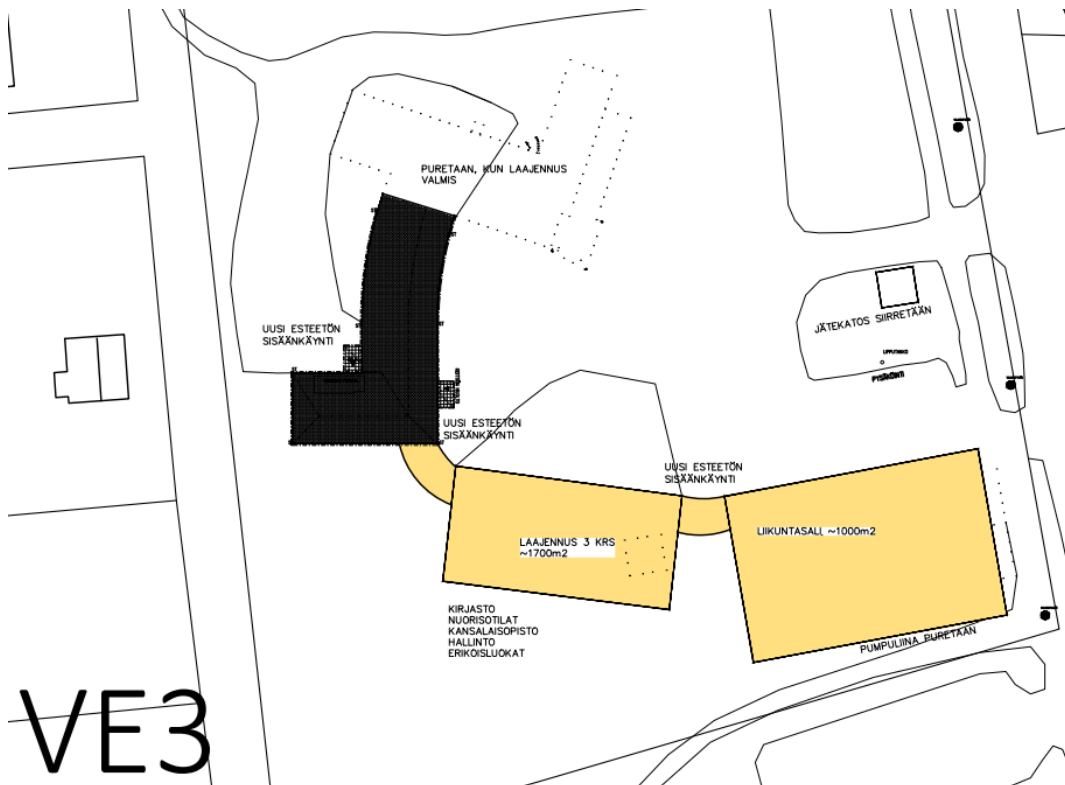 PURETAAN, KUN LAAJENNUS
VALMIS
UUSI ESTEETÖN
SISÄÄNKÄYNTI
JÄTEKATOS SIIRRETÄÄN
LIPPUTANKO
UUSI ESTEETÖN
SISÄÄNKÄYNTI
UUSI ESTEETÖN
SISÄÄNKÄYNTI
LAAJENNUS 3 KRS
~1700m2
LIIKUNTASALI, ~1000m2
KIRJASTO
NUORISOTILAT
KANSALAISOPISTO
HALLINTO
ERIKOISLUOKAT
PUMPULIINA PURETAAN
VE3